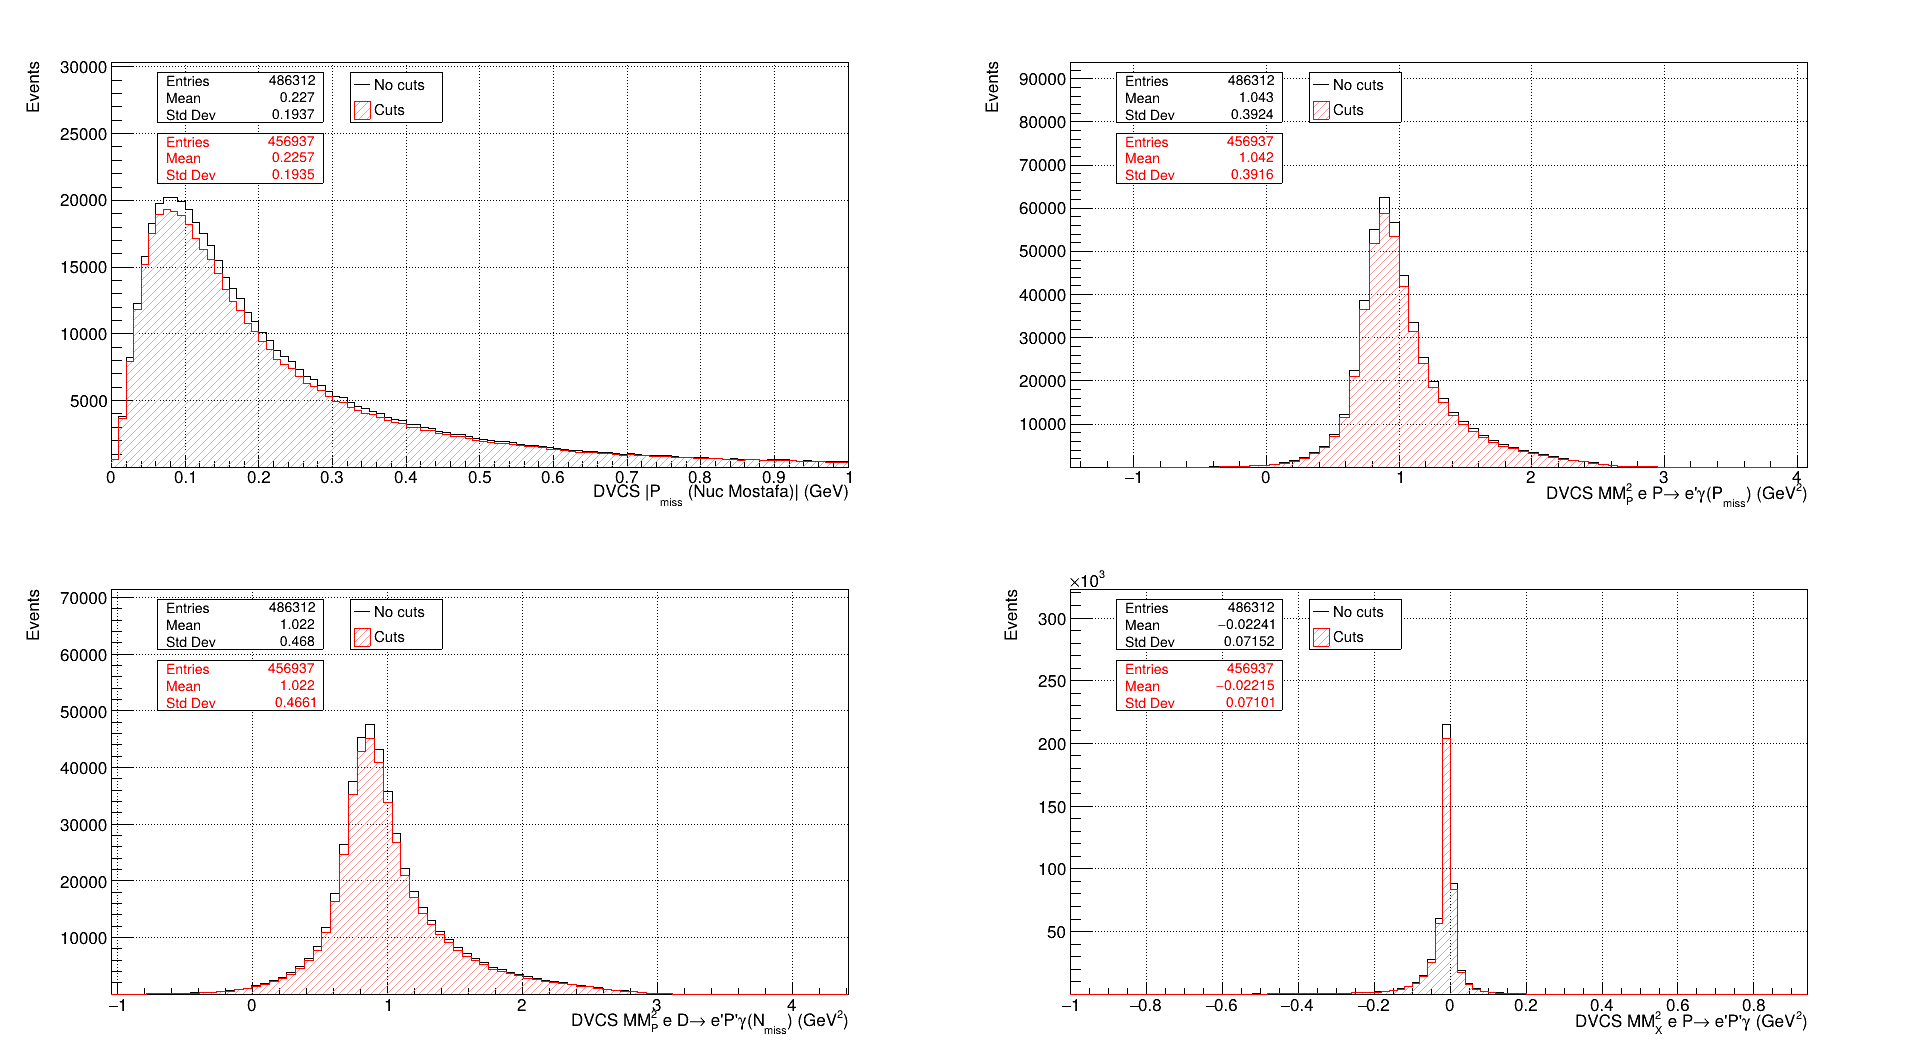 Events
30000
25000
20000
15000
10000
5000
Entries 486312
Mean 0.227
Std Dev 0.1937
Entries 456937
Mean 0.2257
Std Dev 0.1935
No cuts
Cuts
0 0.1 0.2 0.3 0.4 0.5 0.6 0.7 0.8 0.9 1
DVCS |P_miss (Nuc Mostafa)| (GeV)
Events
90000
80000
70000
60000
50000
40000
30000
20000
10000
Entries 486312
Mean 1.043
Std Dev 0.3924
Entries 456937
Mean 1.042
Std Dev 0.3916
No cuts
Cuts
−1 0 1 2 3 4
DVCS MM²_P e P→ e'γ(P_miss) (GeV²)
Events
70000
60000
50000
40000
30000
20000
10000
Entries 486312
Mean 1.022
Std Dev 0.468
Entries 456937
Mean 1.022
Std Dev 0.4661
No cuts
Cuts
−1 0 1 2 3 4
DVCS MM²_P e D→ e'P'γ(N_miss) (GeV²)
×10³
Events
300
250
200
150
100
50
Entries 486312
Mean −0.02241
Std Dev 0.07152
Entries 456937
Mean −0.02215
Std Dev 0.07101
No cuts
Cuts
−1 −0.8 −0.6 −0.4 −0.2 0 0.2 0.4 0.6 0.8
DVCS MM²_X e P→ e'P'γ (GeV²)